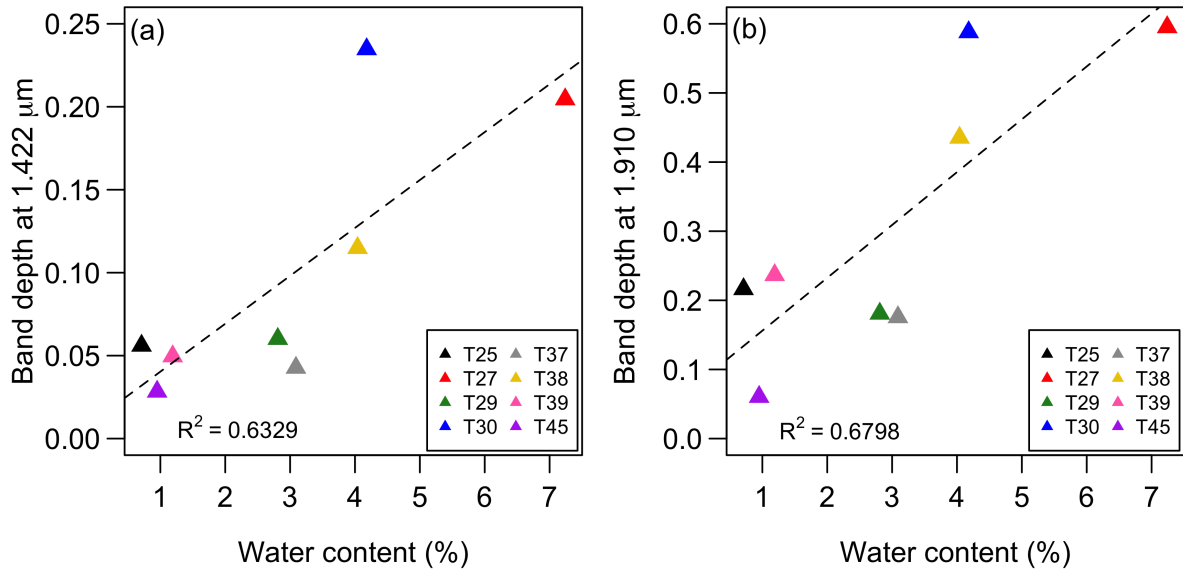 (a)
Band depth at 1.422 μm
0.25
0.20
0.15
0.10
0.05
0.00
T25 T37
T27 T38
T29 T39
T30 T45
R² = 0.6329
1 2 3 4 5 6 7
Water content (%)
(b)
Band depth at 1.910 μm
0.6
0.5
0.4
0.3
0.2
0.1
0.0
T25 T37
T27 T38
T29 T39
T30 T45
R² = 0.6798
1 2 3 4 5 6 7
Water content (%)